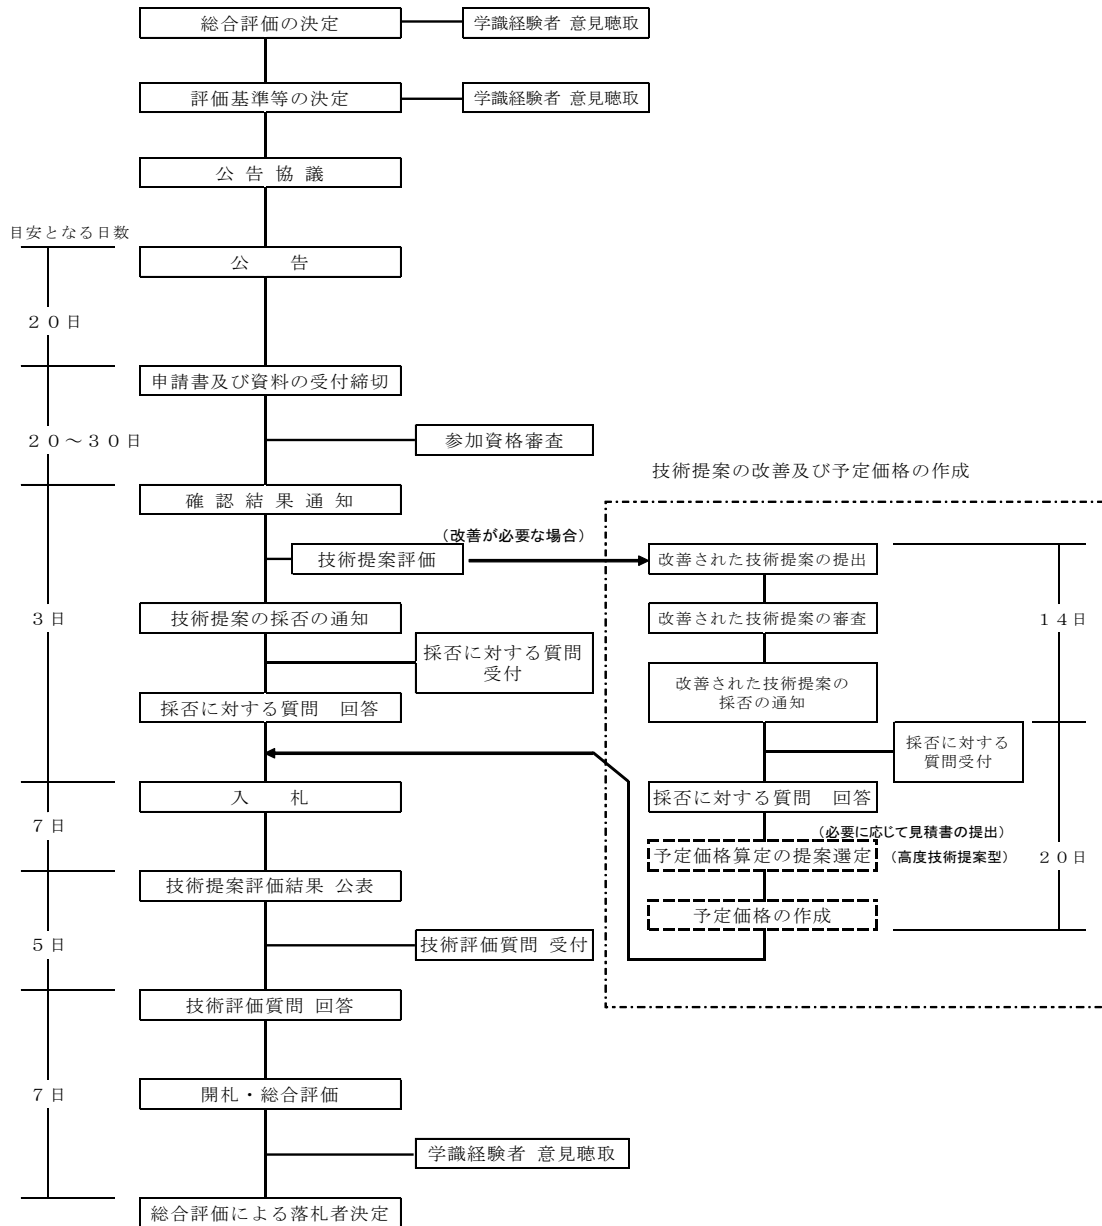 総合評価の決定
学識経験者 意見聴取
評価基準等の決定
学識経験者 意見聴取
公 告 協 議
目安となる日数
公　　告
２０日
申請書及び資料の受付締切
２０～３０日
参加資格審査
技術提案の改善及び予定価格の作成
確 認 結 果 通 知
（改善が必要な場合）
技術提案評価
改善された技術提案の提出
３日
技術提案の採否の通知
改善された技術提案の審査
１４日
採否に対する質問
受付
改善された技術提案の
採否の通知
採否に対する質問　回答
採否に対する
質問受付
入　　札
採否に対する質問　回答
７日
（必要に応じて見積書の提出）
予定価格算定の提案選定
（高度技術提案型）
２０日
技術提案評価結果 公表
予定価格の作成
５日
技術評価質問 受付
技術評価質問 回答
７日
開札・総合評価
学識経験者 意見聴取
総合評価による落札者決定